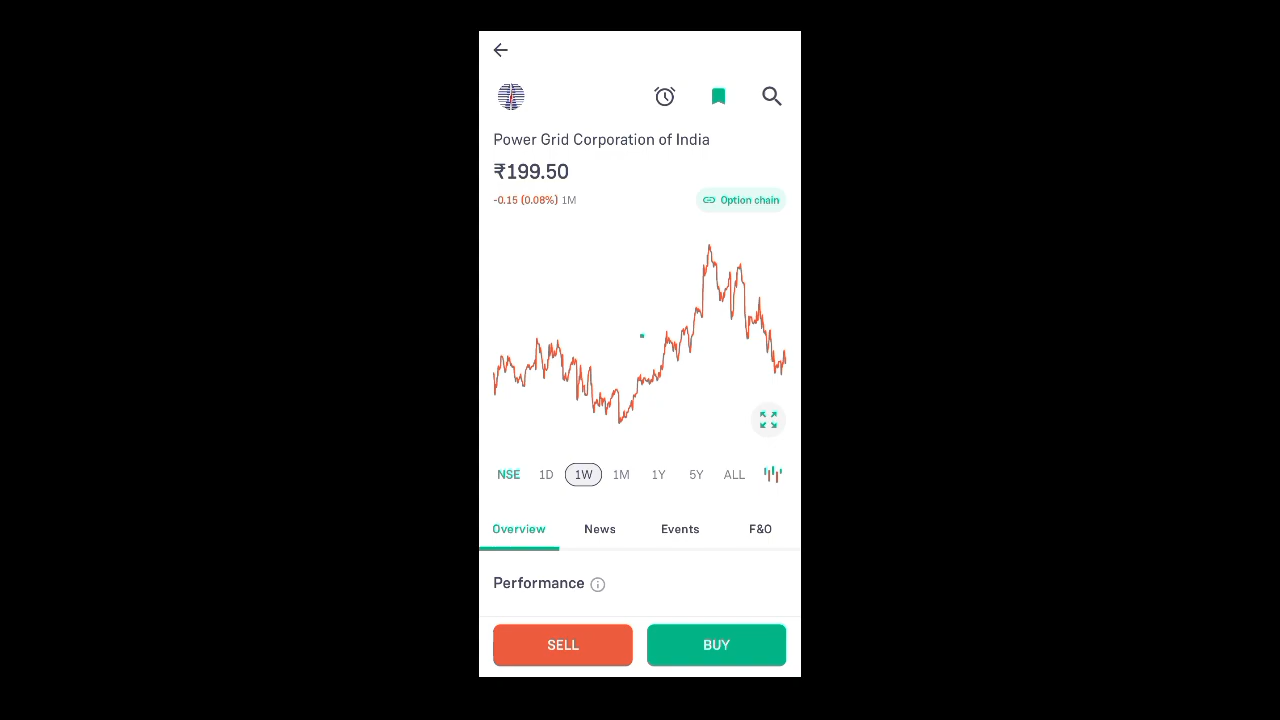 Power Grid Corporation of India
₹199.50
-0.15 (0.08%) 1M
Option chain
NSE 1D 1W 1M 1Y 5Y ALL
Overview News Events F&O
Performance
SELL BUY